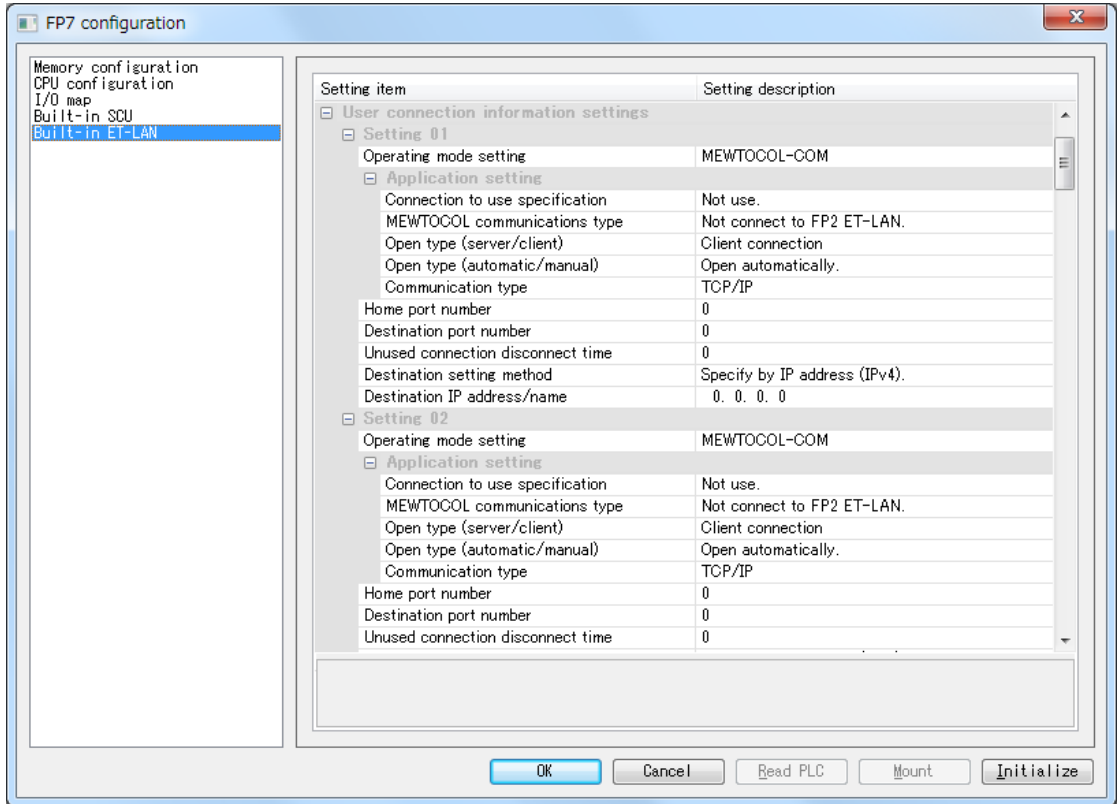 FP7 configuration
Memory configuration
CPU configuration
I/O map
Built-in SCU
Built-in ET-LAN
Setting item Setting description
User connection information settings
Setting 01
Operating mode setting MEWTOCOL-COM
Application setting
Connection to use specification Not use.
MEWTOCOL communications type Not connect to FP2 ET-LAN.
Open type (server/client) Client connection
Open type (automatic/manual) Open automatically.
Communication type TCP/IP
Home port number 0
Destination port number 0
Unused connection disconnect time 0
Destination setting method Specify by IP address (IPv4).
Destination IP address/name 0. 0. 0. 0
Setting 02
Operating mode setting MEWTOCOL-COM
Application setting
Connection to use specification Not use.
MEWTOCOL communications type Not connect to FP2 ET-LAN.
Open type (server/client) Client connection
Open type (automatic/manual) Open automatically.
Communication type TCP/IP
Home port number 0
Destination port number 0
Unused connection disconnect time 0
OK Cancel Read PLC Mount Initialize